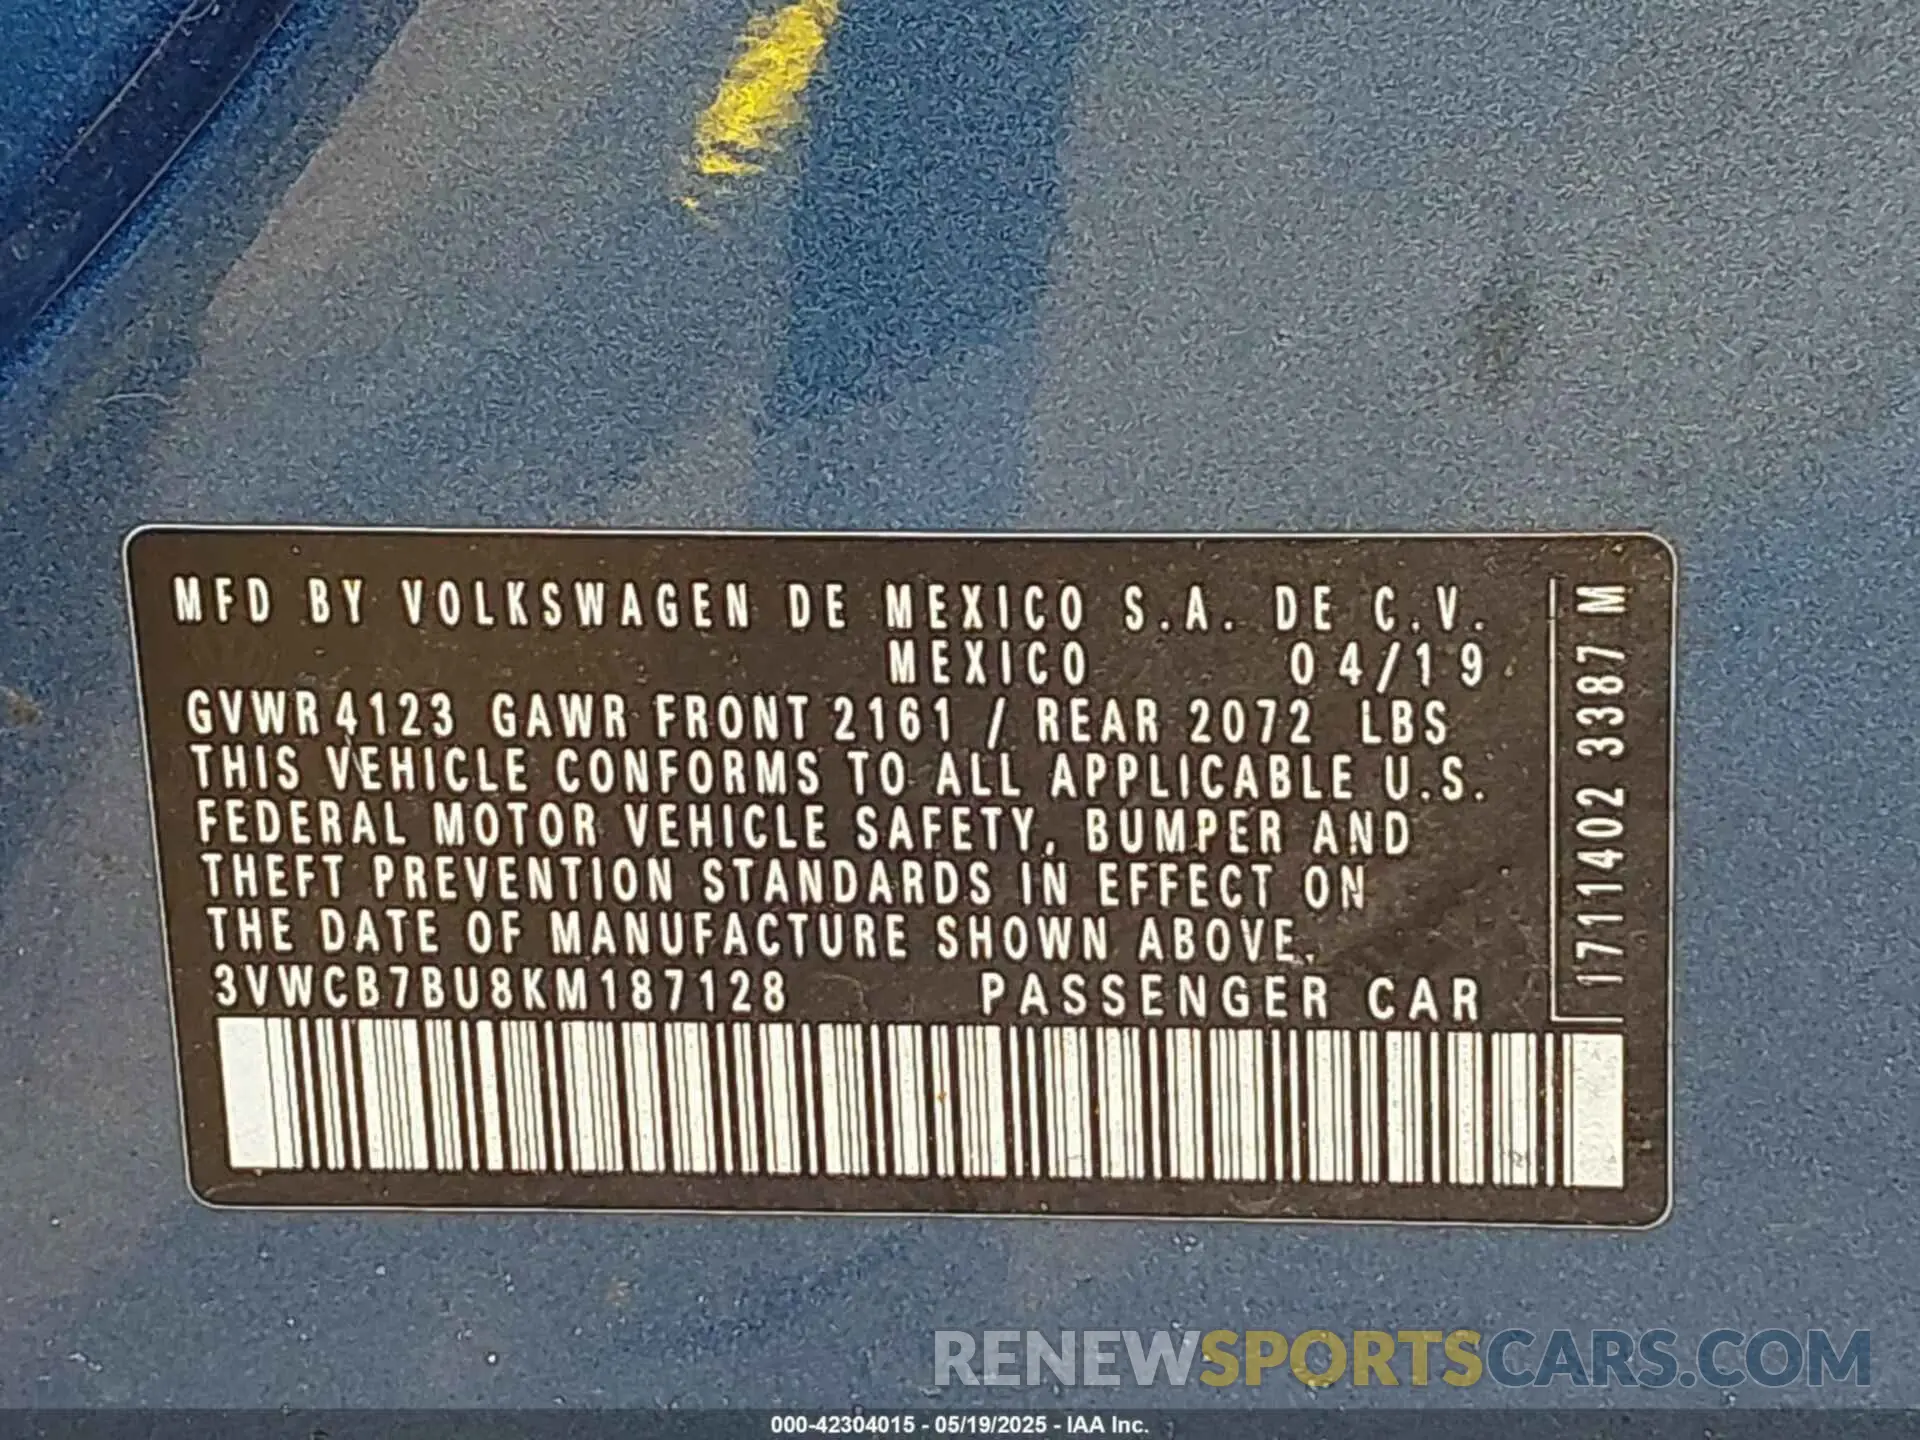 MFD BY VOLKSWAGEN DE MEXICO S.A. DE C.V.
MEXICO 04/19
GVWR 4123 GAWR FRONT 2161 / REAR 2072 LBS
THIS VEHICLE CONFORMS TO ALL APPLICABLE U.S.
FEDERAL MOTOR VEHICLE SAFETY, BUMPER AND
THEFT PREVENTION STANDARDS IN EFFECT ON
THE DATE OF MANUFACTURE SHOWN ABOVE.
3VWCB7BU8KM187128 PASSENGER CAR
1711402 3387 M
RENEWSPORTSCARS.COM
000-42304015 - 05/19/2025 - IAA Inc.